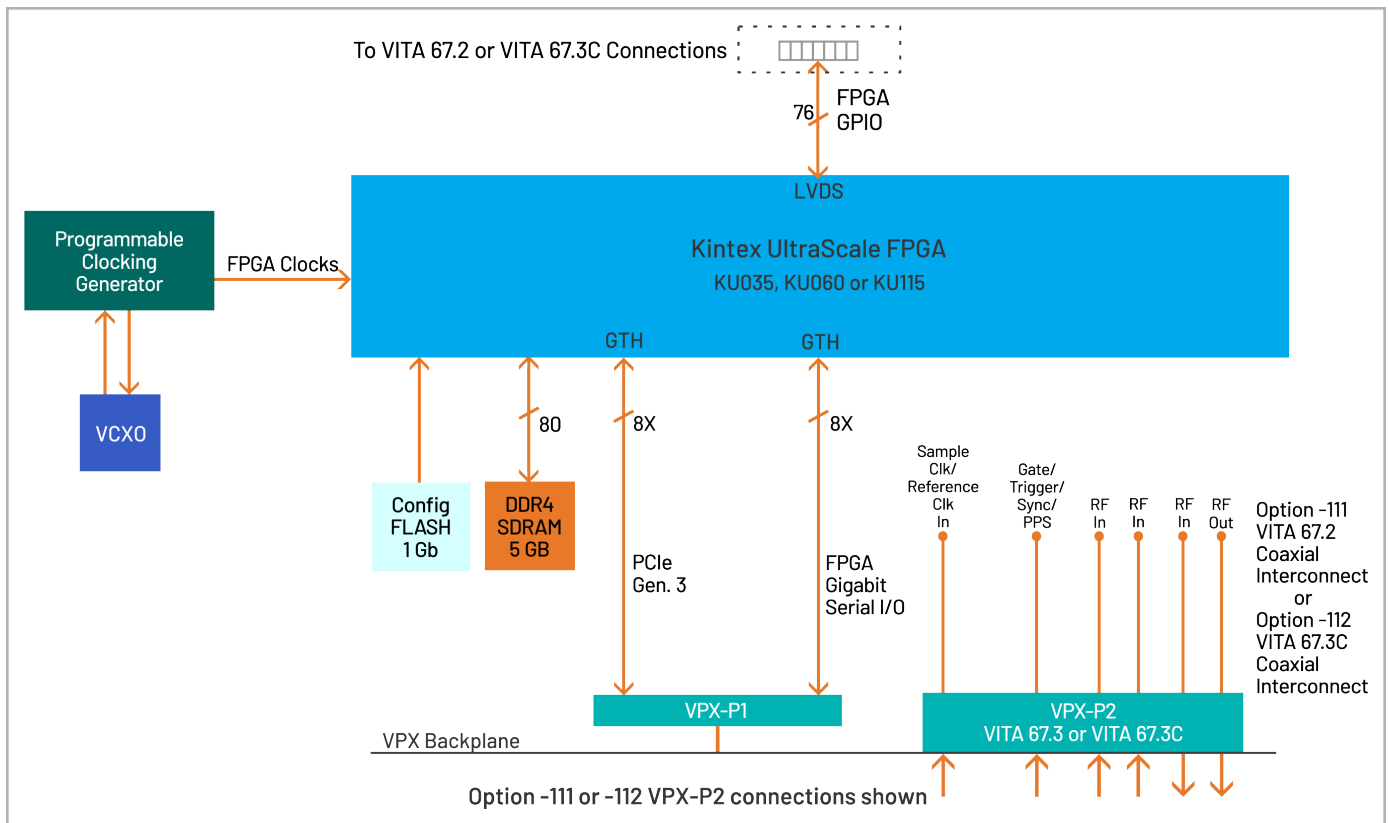 To VITA 67.2 or VITA 67.3C Connections
76
FPGA
GPIO
LVDS
Kintex UltraScale FPGA
KU035, KU060 or KU115
GTH
GTH
Programmable
Clocking
Generator
FPGA Clocks
VCXO
80
8X
8X
Config
FLASH
1 Gb
DDR4
SDRAM
5 GB
PCIe
Gen. 3
FPGA
Gigabit
Serial I/O
Sample
Clk/
Reference
Clk
In
Gate/
Trigger/
Sync/
PPS
RF
In
RF
In
RF
In
RF
Out
Option -111
VITA 67.2
Coaxial
Interconnect
or
Option -112
VITA 67.3C
Coaxial
Interconnect
VPX-P1
VPX-P2
VITA 67.3 or VITA 67.3C
VPX Backplane
Option -111 or -112 VPX-P2 connections shown